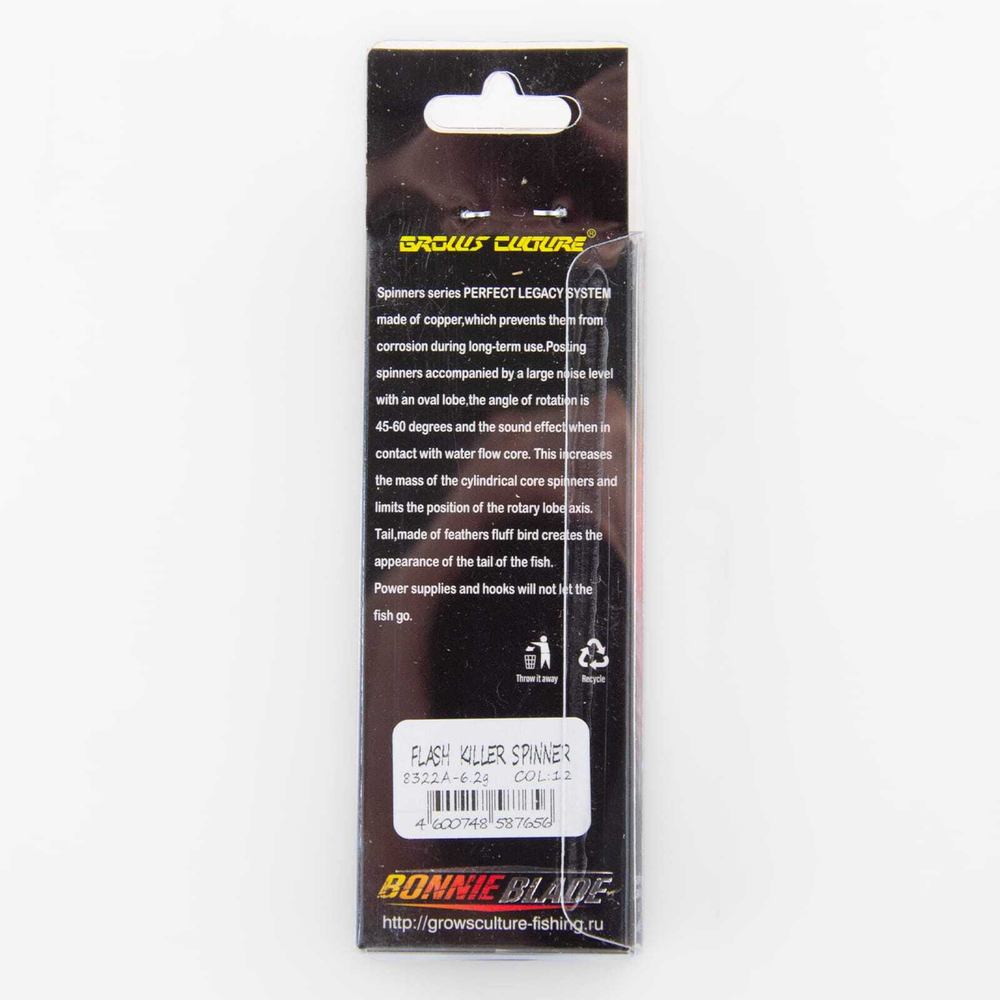 GROWS CULTURE®
Spinners series PERFECT LEGACY SYSTEM
made of copper,which prevents them from
corrosion during long-term use.Posting
spinners accompanied by a large noise level
with an oval lobe,the angle of rotation is
45-60 degrees and the sound effect when in
contact with water flow core. This increases
the mass of the cylindrical core spinners and
limits the position of the rotary lobe axis.
Tail,made of feathers fluff bird creates the
appearance of the tail of the fish.
Power supplies and hooks will not let the
fish go.
Throw it away Recycle
FLASH KILLER SPINNER
8322A-6.2g COL:12
4 600748 587656
BONNIE BLADE
http://growsculture-fishing.ru